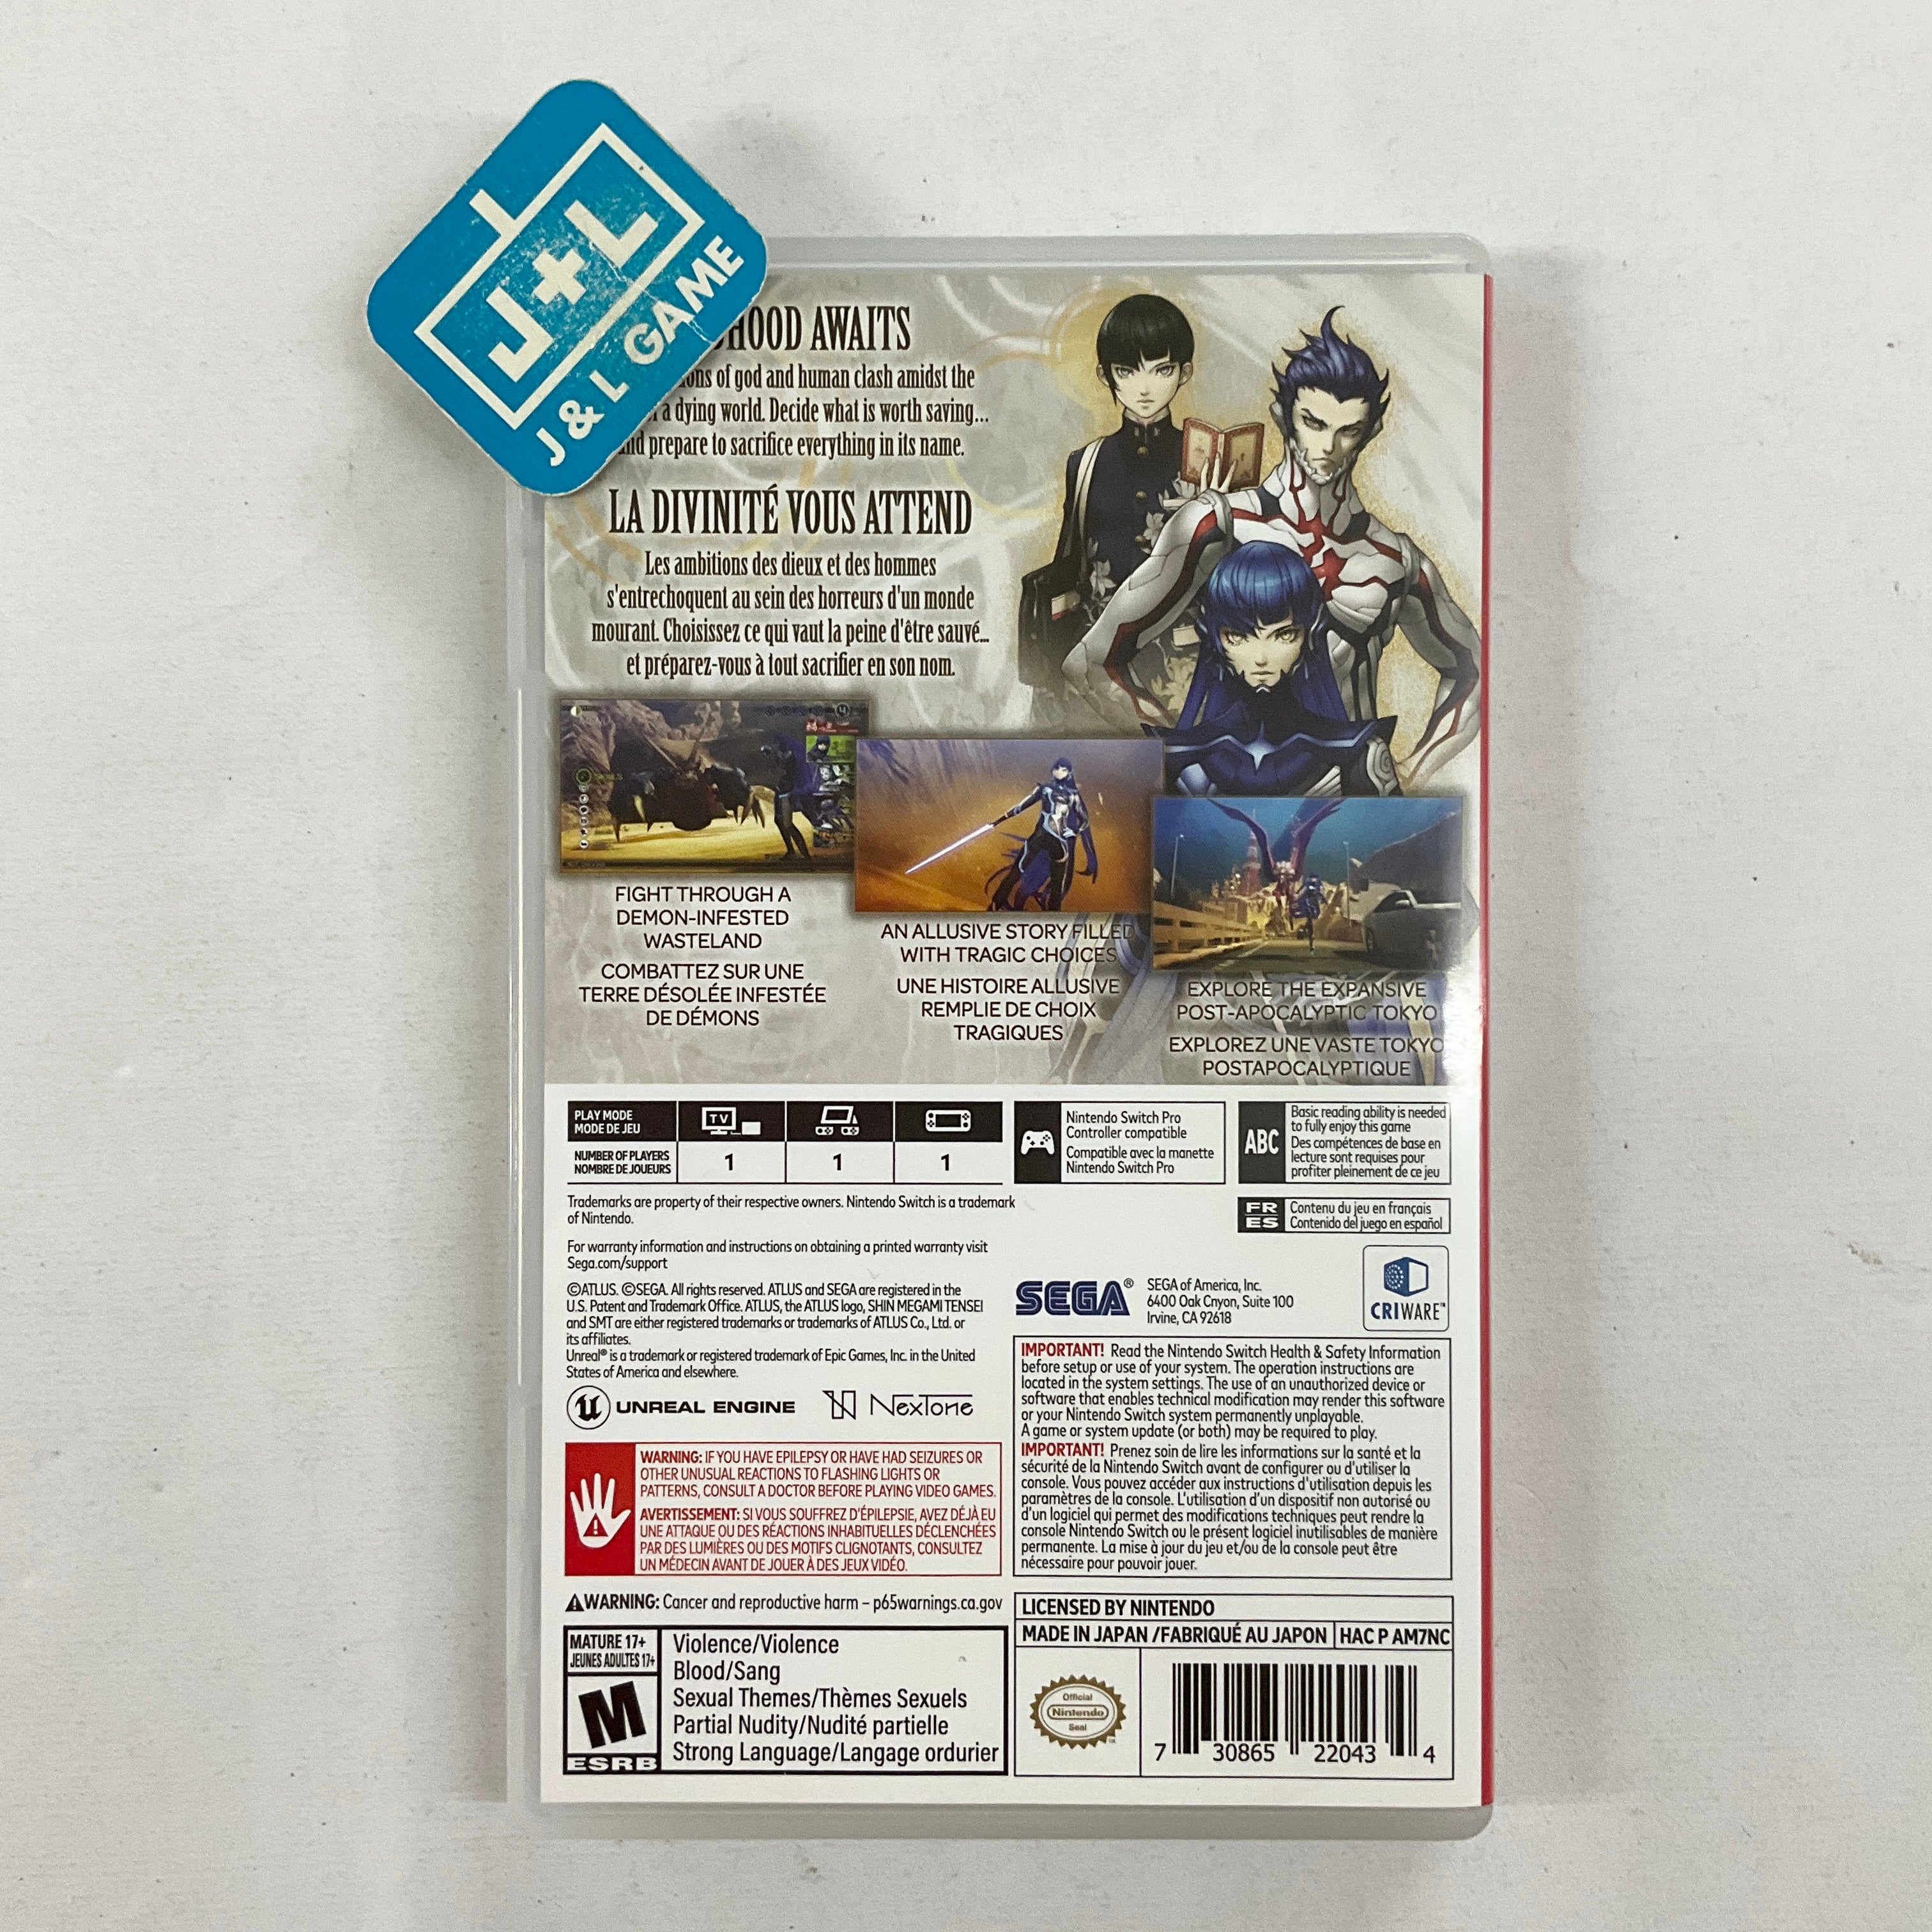 J+L
J & L GAME
HOOD AWAITS
of god and human clash amidst the
a dying world. Decide what is worth saving...
prepare to sacrifice everything in its name.
LA DIVINITÉ VOUS ATTEND
Les ambitions des dieux et des hommes
s'entrechoquent au sein des horreurs d'un monde
mourant. Choisissez ce qui vaut la peine d'être sauvé...
et préparez-vous à tout sacrifier en son nom.
FIGHT THROUGH A
DEMON-INFESTED
WASTELAND
COMBATTEZ SUR UNE
TERRE DÉSOLÉE INFESTÉE
DE DÉMONS
AN ALLUSIVE STORY FILLED
WITH TRAGIC CHOICES
UNE HISTOIRE ALLUSIVE
REMPLIE DE CHOIX
TRAGIQUES
EXPLORE THE EXPANSIVE
POST-APOCALYPTIC TOKYO
EXPLOREZ UNE VASTE TOKYO
POSTAPOCALYPTIQUE
PLAY MODE
MODE DE JEU
TV
NUMBER OF PLAYERS
NOMBRE DE JOUEURS
1 1 1
Nintendo Switch Pro
Controller compatible
Compatible avec la manette
Nintendo Switch Pro
ABC
Basic reading ability is needed
to fully enjoy this game
Des compétences de base en
lecture sont requises pour
profiter pleinement de ce jeu
FR Contenu du jeu en français
ES Contenido del juego en español
Trademarks are property of their respective owners. Nintendo Switch is a trademark
of Nintendo.
For warranty information and instructions on obtaining a printed warranty visit
Sega.com/support
©ATLUS. ©SEGA. All rights reserved. ATLUS and SEGA are registered in the
U.S. Patent and Trademark Office. ATLUS, the ATLUS logo, SHIN MEGAMI TENSEI
and SMT are either registered trademarks or trademarks of ATLUS Co., Ltd. or
its affiliates.
Unreal® is a trademark or registered trademark of Epic Games, Inc. in the United
States of America and elsewhere.
UNREAL ENGINE
NexTone
SEGA®
SEGA of America, Inc.
6400 Oak Cnyon, Suite 100
Irvine, CA 92618
CRIWARE™
WARNING: IF YOU HAVE EPILEPSY OR HAVE HAD SEIZURES OR
OTHER UNUSUAL REACTIONS TO FLASHING LIGHTS OR
PATTERNS, CONSULT A DOCTOR BEFORE PLAYING VIDEO GAMES.
AVERTISSEMENT: SI VOUS SOUFFREZ D'ÉPILEPSIE, AVEZ DÉJÀ EU
UNE ATTAQUE OU DES RÉACTIONS INHABITUELLES DÉCLENCHÉES
PAR DES LUMIÈRES OU DES MOTIFS CLIGNOTANTS, CONSULTEZ
UN MÉDECIN AVANT DE JOUER À DES JEUX VIDÉO.
IMPORTANT! Read the Nintendo Switch Health & Safety Information
before setup or use of your system. The operation instructions are
located in the system settings. The use of an unauthorized device or
software that enables technical modification may render this software
or your Nintendo Switch system permanently unplayable.
A game or system update (or both) may be required to play.
IMPORTANT! Prenez soin de lire les informations sur la santé et la
sécurité de la Nintendo Switch avant de configurer ou d'utiliser la
console. Vous pouvez accéder aux instructions d'utilisation depuis les
paramètres de la console. L'utilisation d'un dispositif non autorisé ou
d'un logiciel qui permet des modifications techniques peut rendre la
console Nintendo Switch ou le présent logiciel inutilisables de manière
permanente. La mise à jour du jeu et/ou de la console peut être
nécessaire pour pouvoir jouer.
WARNING: Cancer and reproductive harm – p65warnings.ca.gov
MATURE 17+
JEUNES ADULTES 17+
M
ESRB
Violence/Violence
Blood/Sang
Sexual Themes/Thèmes Sexuels
Partial Nudity/Nudité partielle
Strong Language/Langage ordurier
LICENSED BY NINTENDO
MADE IN JAPAN /FABRIQUÉ AU JAPON HAC P AM7NC
Official
Nintendo
Seal
7 30865 22043 4